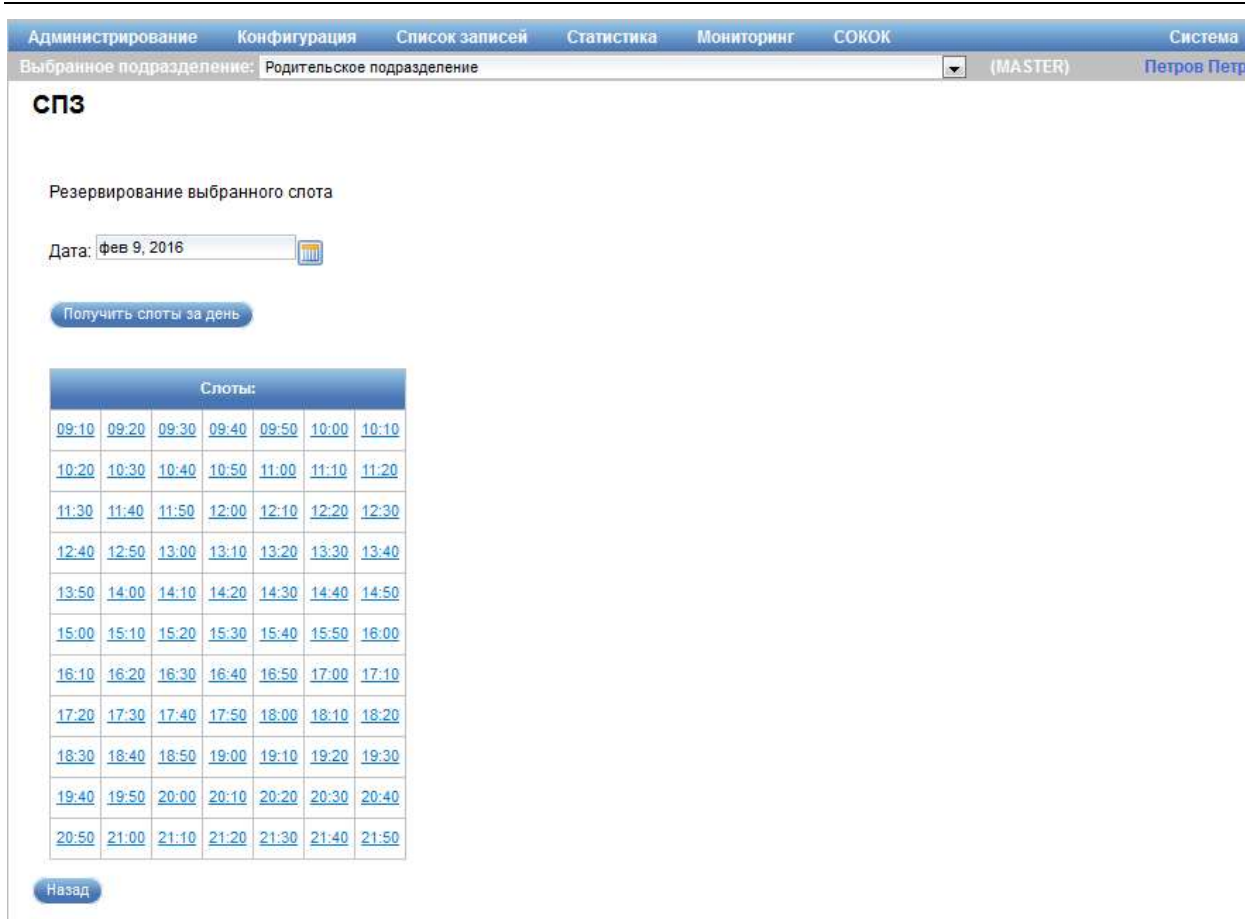 Администрирование Конфигурация Список записей Статистика Мониторинг СОКОК Система
Выбранное подразделение: Родительское подразделение (MASTER) Петров Петр
СПЗ
Резервирование выбранного слота
Дата: фев 9, 2016
Получить слоты за день
Слоты:
09:10 09:20 09:30 09:40 09:50 10:00 10:10
10:20 10:30 10:40 10:50 11:00 11:10 11:20
11:30 11:40 11:50 12:00 12:10 12:20 12:30
12:40 12:50 13:00 13:10 13:20 13:30 13:40
13:50 14:00 14:10 14:20 14:30 14:40 14:50
15:00 15:10 15:20 15:30 15:40 15:50 16:00
16:10 16:20 16:30 16:40 16:50 17:00 17:10
17:20 17:30 17:40 17:50 18:00 18:10 18:20
18:30 18:40 18:50 19:00 19:10 19:20 19:30
19:40 19:50 20:00 20:10 20:20 20:30 20:40
20:50 21:00 21:10 21:20 21:30 21:40 21:50
Назад